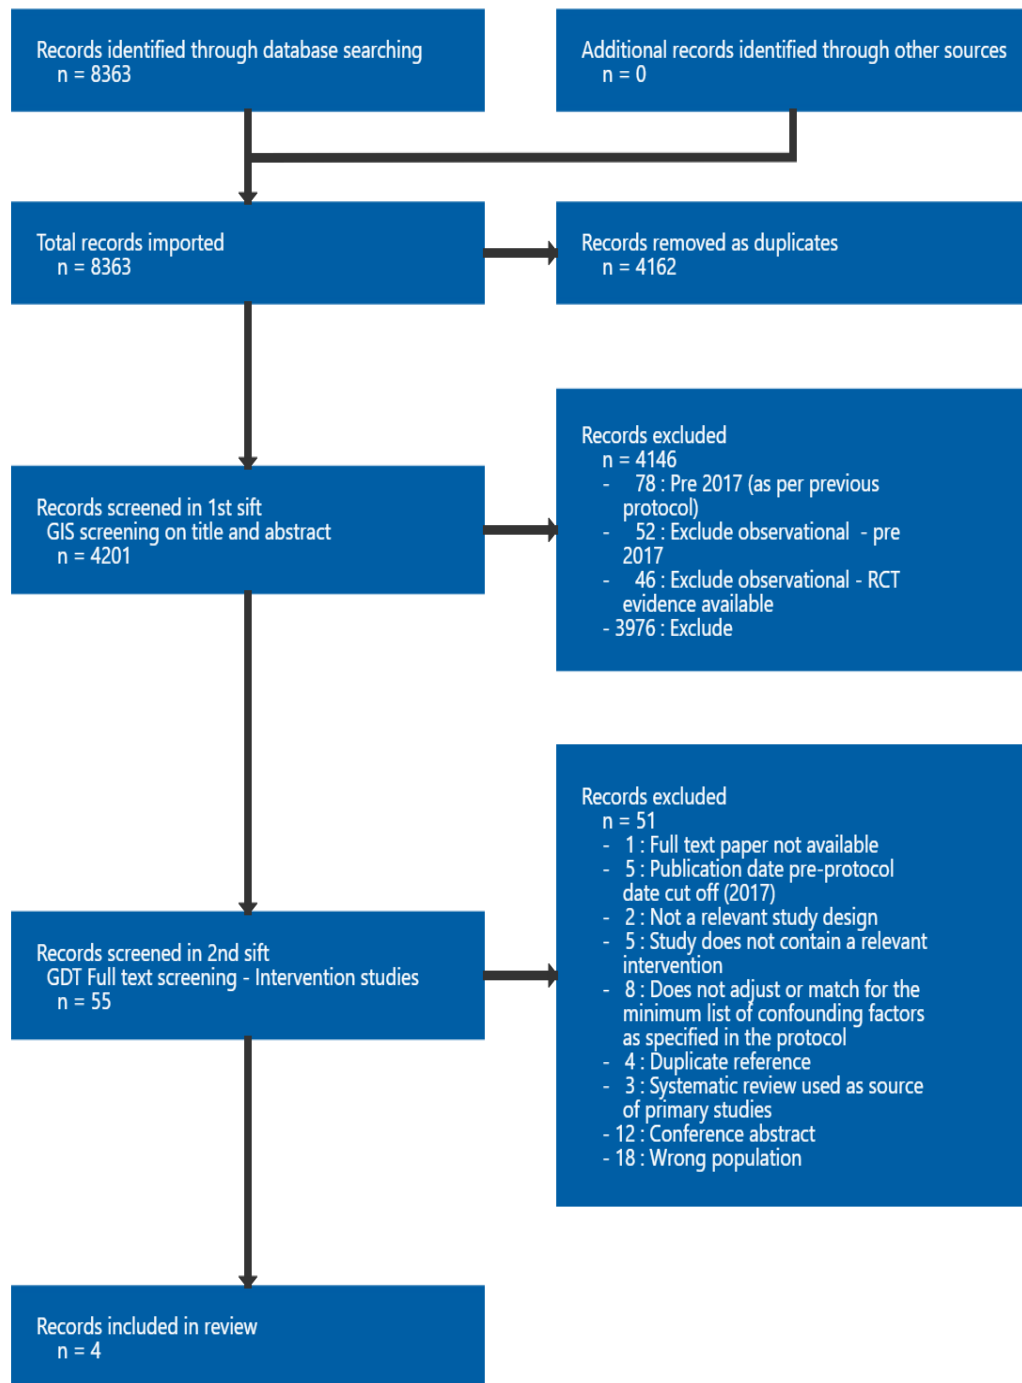 Records identified through database searching
n = 8363
Additional records identified through other sources
n = 0
Total records imported
n = 8363
Records removed as duplicates
n = 4162
Records screened in 1st sift
GIS screening on title and abstract
n = 4201
Records excluded
n = 4146
- 78 : Pre 2017 (as per previous
protocol)
- 52 : Exclude observational - pre
2017
- 46 : Exclude observational - RCT
evidence available
- 3976 : Exclude
Records screened in 2nd sift
GDT Full text screening - Intervention studies
n = 55
Records excluded
n = 51
- 1 : Full text paper not available
- 5 : Publication date pre-protocol
date cut off (2017)
- 2 : Not a relevant study design
- 5 : Study does not contain a relevant
intervention
- 8 : Does not adjust or match for the
minimum list of confounding factors
as specified in the protocol
- 4 : Duplicate reference
- 3 : Systematic review used as source
of primary studies
- 12 : Conference abstract
- 18 : Wrong population
Records included in review
n = 4